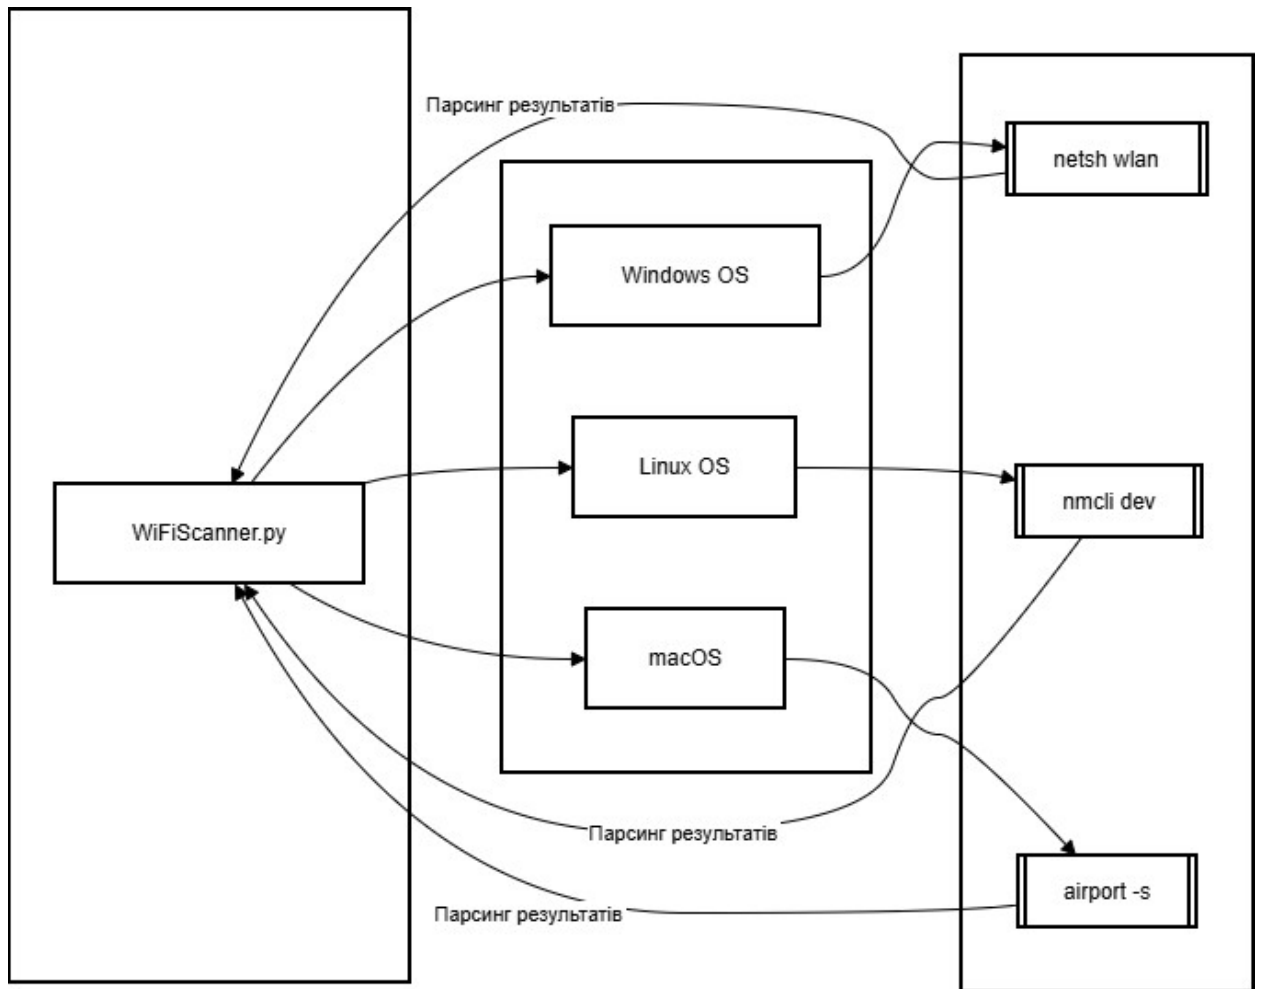 Парсинг результатів
netsh wlan
Windows OS
Linux OS
nmcli dev
WiFiScanner.py
macOS
Парсинг результатів
airport -s
Парсинг результатів